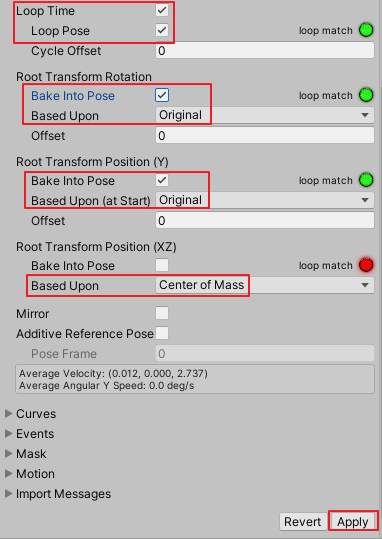 Loop Time
Loop Pose loop match
Cycle Offset 0
Root Transform Rotation
Bake Into Pose loop match
Based Upon Original
Offset 0
Root Transform Position (Y)
Bake Into Pose loop match
Based Upon (at Start) Original
Offset 0
Root Transform Position (XZ)
Bake Into Pose loop match
Based Upon Center of Mass
Mirror
Additive Reference Pose
Pose Frame 0
Average Velocity: (0.012, 0.000, 2.737)
Average Angular Y Speed: 0.0 deg/s
Curves
Events
Mask
Motion
Import Messages
Revert Apply